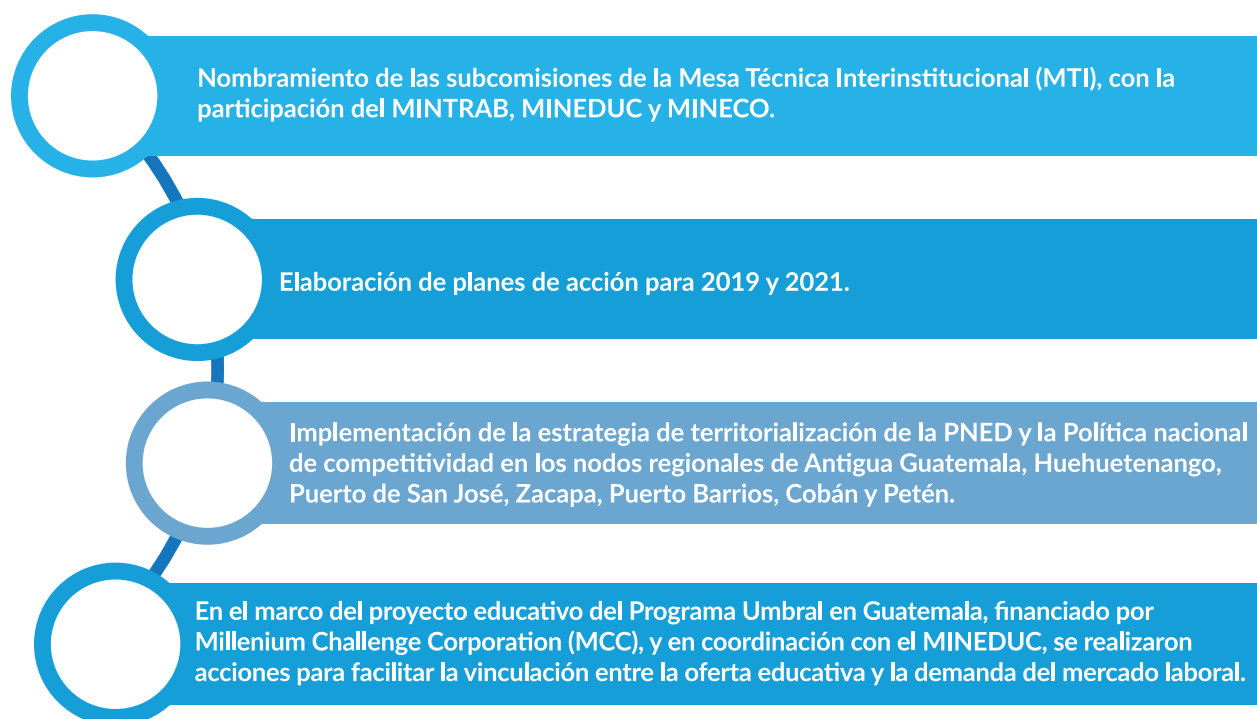 Nombramiento de las subcomisiones de la Mesa Técnica Interinstitucional (MTI), con la
participación del MINTRAB, MINEDUC y MINECO.
Elaboración de planes de acción para 2019 y 2021.
Implementación de la estrategia de territorialización de la PNED y la Política nacional
de competitividad en los nodos regionales de Antigua Guatemala, Huehuetenango,
Puerto de San José, Zacapa, Puerto Barrios, Cobán y Petén.
En el marco del proyecto educativo del Programa Umbral en Guatemala, financiado por
Millenium Challenge Corporation (MCC), y en coordinación con el MINEDUC, se realizaron
acciones para facilitar la vinculación entre la oferta educativa y la demanda del mercado laboral.